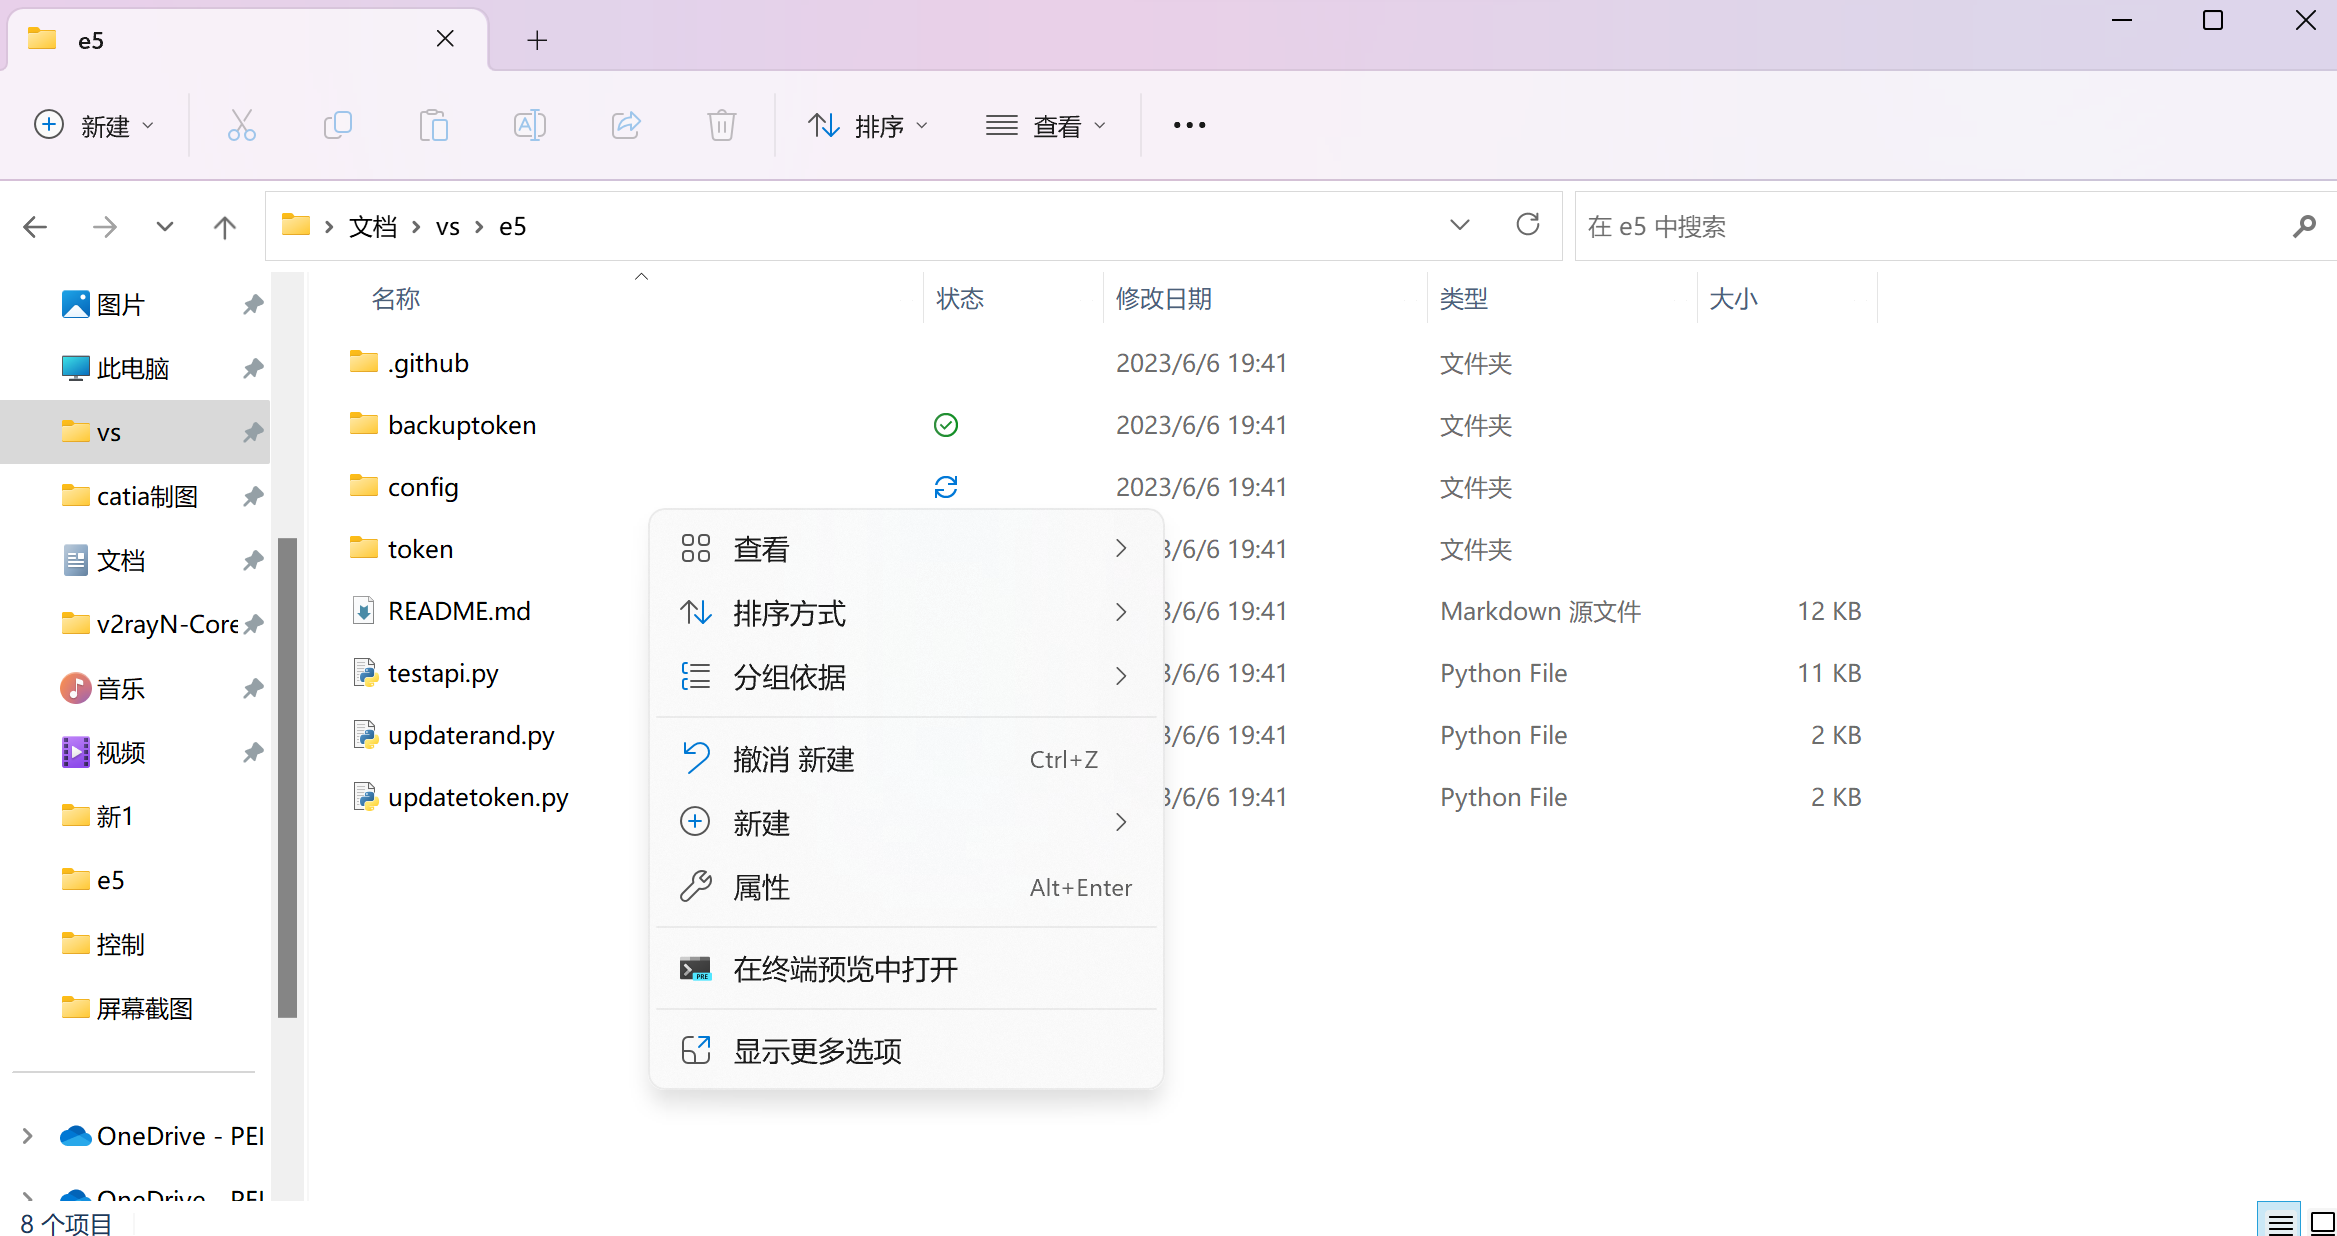 e5
新建
排序
查看
文档 vs e5
在 e5 中搜索
图片
此电脑
vs
catia制图
文档
v2rayN-Core
音乐
视频
新1
e5
控制
屏幕截图
OneDrive - PEI
OneDrive - PEI
名称 状态 修改日期 类型 大小
.github 2023/6/6 19:41 文件夹
backuptoken 2023/6/6 19:41 文件夹
config 2023/6/6 19:41 文件夹
token 3/6/6 19:41 文件夹
README.md 3/6/6 19:41 Markdown 源文件 12 KB
testapi.py 3/6/6 19:41 Python File 11 KB
updaterand.py 3/6/6 19:41 Python File 2 KB
updatetoken.py 3/6/6 19:41 Python File 2 KB
查看
排序方式
分组依据
撤消 新建 Ctrl+Z
新建
属性 Alt+Enter
PRE
在终端预览中打开
显示更多选项
8 个项目